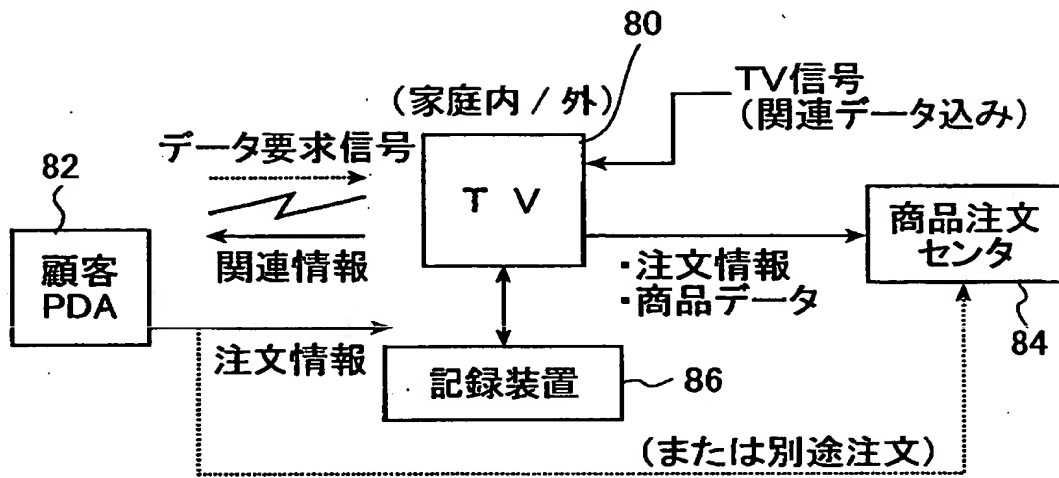 80
TV信号
(関連データ込み)
(家庭内 / 外)
データ要求信号
82
T V
商品注文
センタ
顧客
PDA
関連情報
・注文情報
・商品データ
84
注文情報
記録装置
86
(または別途注文)